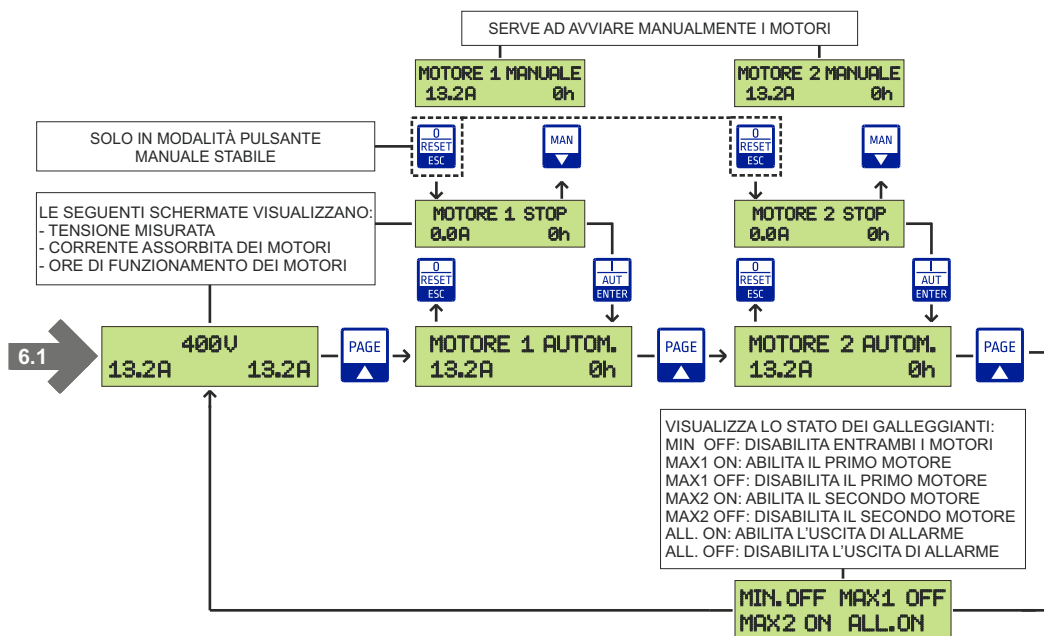 SERVE AD AVVIARE MANUALMENTE I MOTORI
MOTORE 1 MANUALE
13.2A 0h
MOTORE 2 MANUALE
13.2A 0h
SOLO IN MODALITÀ PULSANTE
MANUALE STABILE
0
RESET
ESC
MAN
0
RESET
ESC
MAN
LE SEGUENTI SCHERMATE VISUALIZZANO:
- TENSIONE MISURATA
- CORRENTE ASSORBITA DEI MOTORI
- ORE DI FUNZIONAMENTO DEI MOTORI
MOTORE 1 STOP
0.0A 0h
MOTORE 2 STOP
0.0A 0h
0
RESET
ESC
I
AUT
ENTER
0
RESET
ESC
I
AUT
ENTER
6.1
400V
13.2A 13.2A
PAGE
MOTORE 1 AUTOM.
13.2A 0h
PAGE
MOTORE 2 AUTOM.
13.2A 0h
PAGE
VISUALIZZA LO STATO DEI GALLEGGIANTI:
MIN OFF: DISABILITA ENTRAMBI I MOTORI
MAX1 ON: ABILITA IL PRIMO MOTORE
MAX1 OFF: DISABILITA IL PRIMO MOTORE
MAX2 ON: ABILITA IL SECONDO MOTORE
MAX2 OFF: DISABILITA IL SECONDO MOTORE
ALL. ON: ABILITA L'USCITA DI ALLARME
ALL. OFF: DISABILITA L'USCITA DI ALLARME
MIN.OFF MAX1 OFF
MAX2 ON ALL.ON